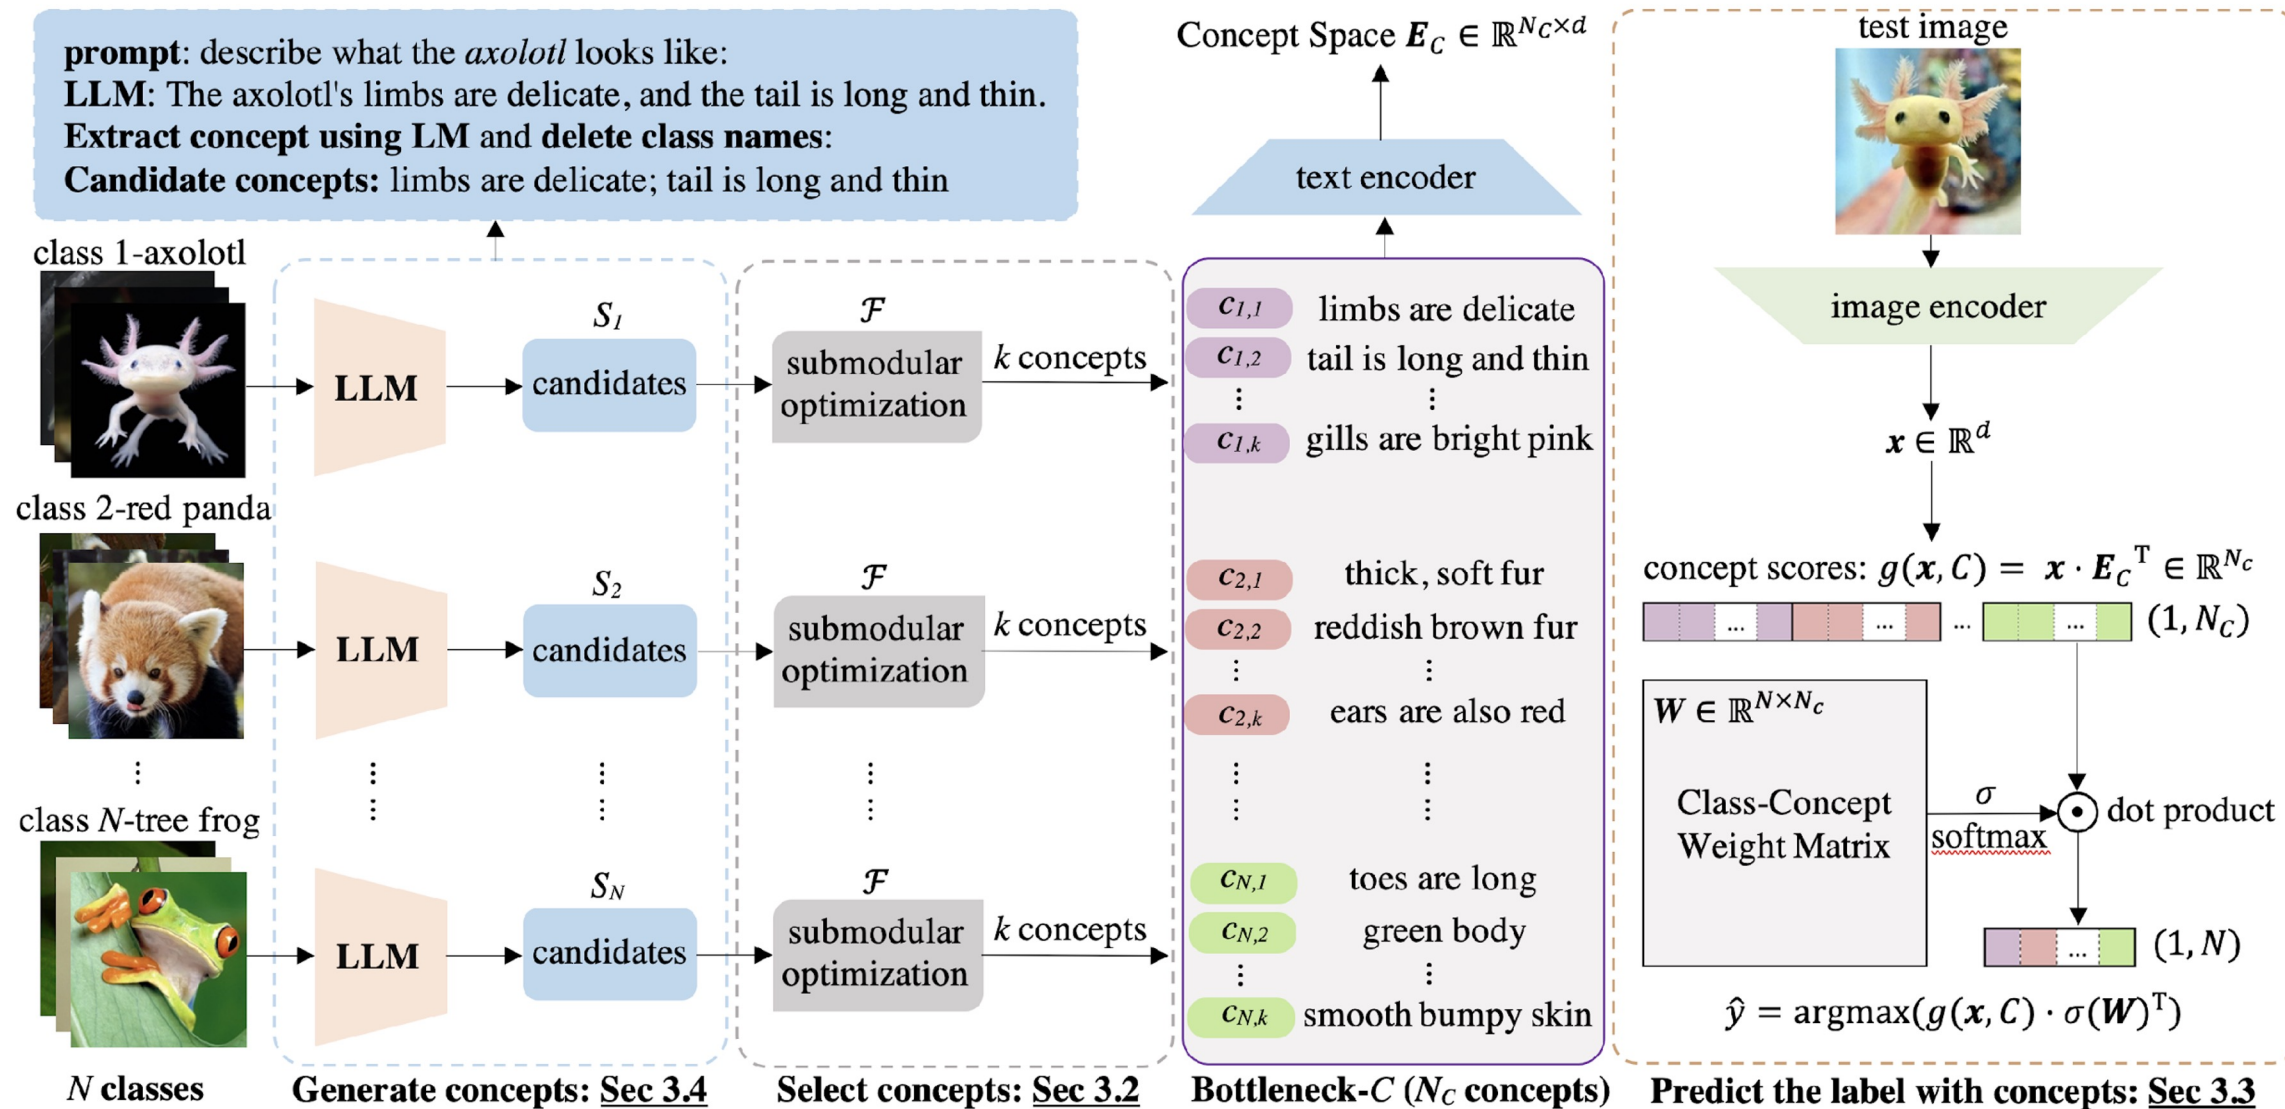 prompt: describe what the axolotl looks like:
LLM: The axolotl's limbs are delicate, and the tail is long and thin.
Extract concept using LM and delete class names:
Candidate concepts: limbs are delicate; tail is long and thin
class 1-axolotl
LLM
S₁
candidates
ℱ
submodular
optimization
k concepts
class 2-red panda
LLM
S₂
candidates
ℱ
submodular
optimization
k concepts
⋮
class N-tree frog
LLM
S_N
candidates
ℱ
submodular
optimization
k concepts
N classes
Generate concepts: Sec 3.4
Select concepts: Sec 3.2
Concept Space E_C ∈ ℝ^{N_C×d}
text encoder
c_{1,1} limbs are delicate
c_{1,2} tail is long and thin
⋮ ⋮
c_{1,k} gills are bright pink
c_{2,1} thick, soft fur
c_{2,2} reddish brown fur
⋮ ⋮
c_{2,k} ears are also red
⋮ ⋮
c_{N,1} toes are long
c_{N,2} green body
⋮ ⋮
c_{N,k} smooth bumpy skin
Bottleneck-C (N_C concepts)
test image
image encoder
x ∈ ℝ^d
concept scores: g(x, C) = x · E_C^T ∈ ℝ^{N_C}
... ... ... ... (1, N_C)
W ∈ ℝ^{N×N_C}
Class-Concept
Weight Matrix
σ
softmax
dot product
... (1, N)
ŷ = argmax(g(x, C) · σ(W)^T)
Predict the label with concepts: Sec 3.3